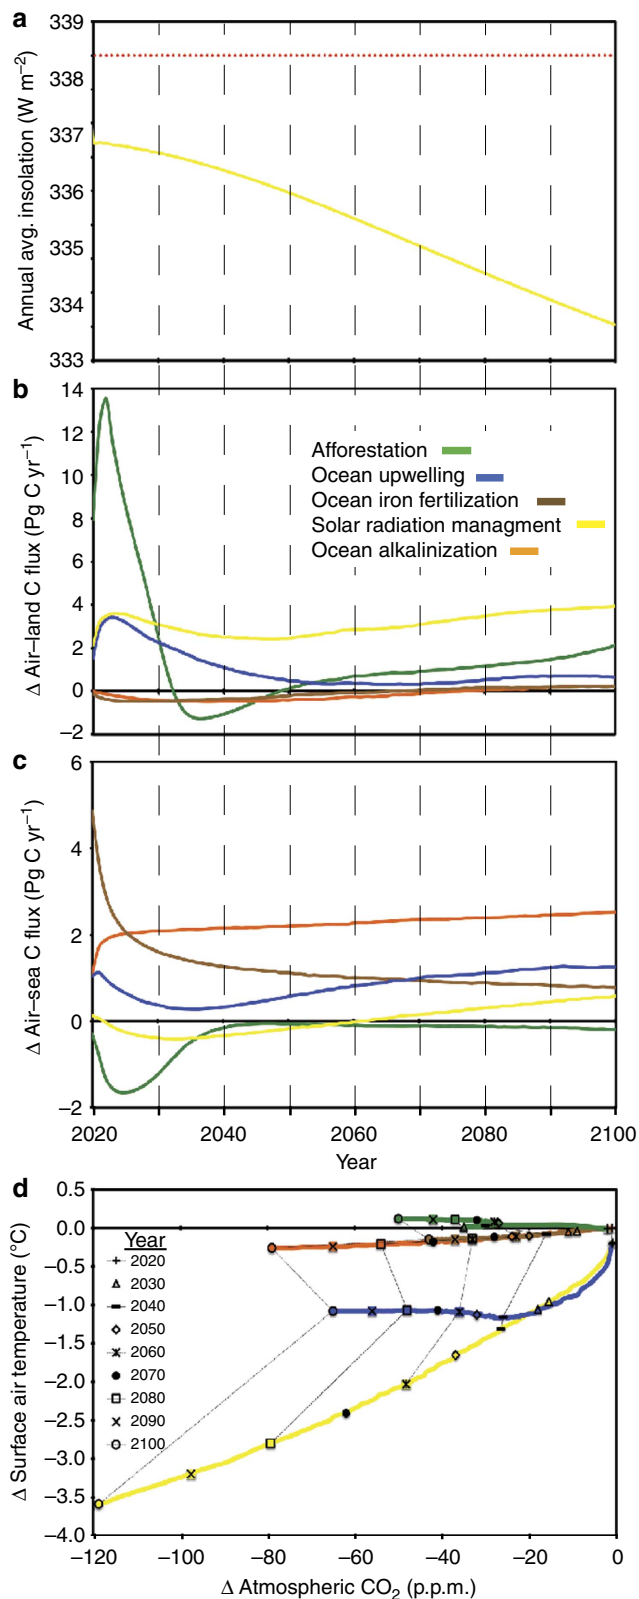 a
339
338
337
336
335
334
333
Annual avg. insolation (W m⁻²)
b
14
12
10
8
6
4
2
0
–2
Δ Air–land C flux (Pg C yr⁻¹)
Afforestation
Ocean upwelling
Ocean iron fertilization
Solar radiation managment
Ocean alkalinization
c
6
4
2
0
–2
Δ Air–sea C flux (Pg C yr⁻¹)
2020 2040 2060 2080 2100
Year
d
0.5
0.0
–0.5
–1.0
–1.5
–2.0
–2.5
–3.0
–3.5
–4.0
Δ Surface air temperature (°C)
Year
2020
2030
2040
2050
2060
2070
2080
2090
2100
–120 –100 –80 –60 –40 –20 0
Δ Atmospheric CO₂ (p.p.m.)